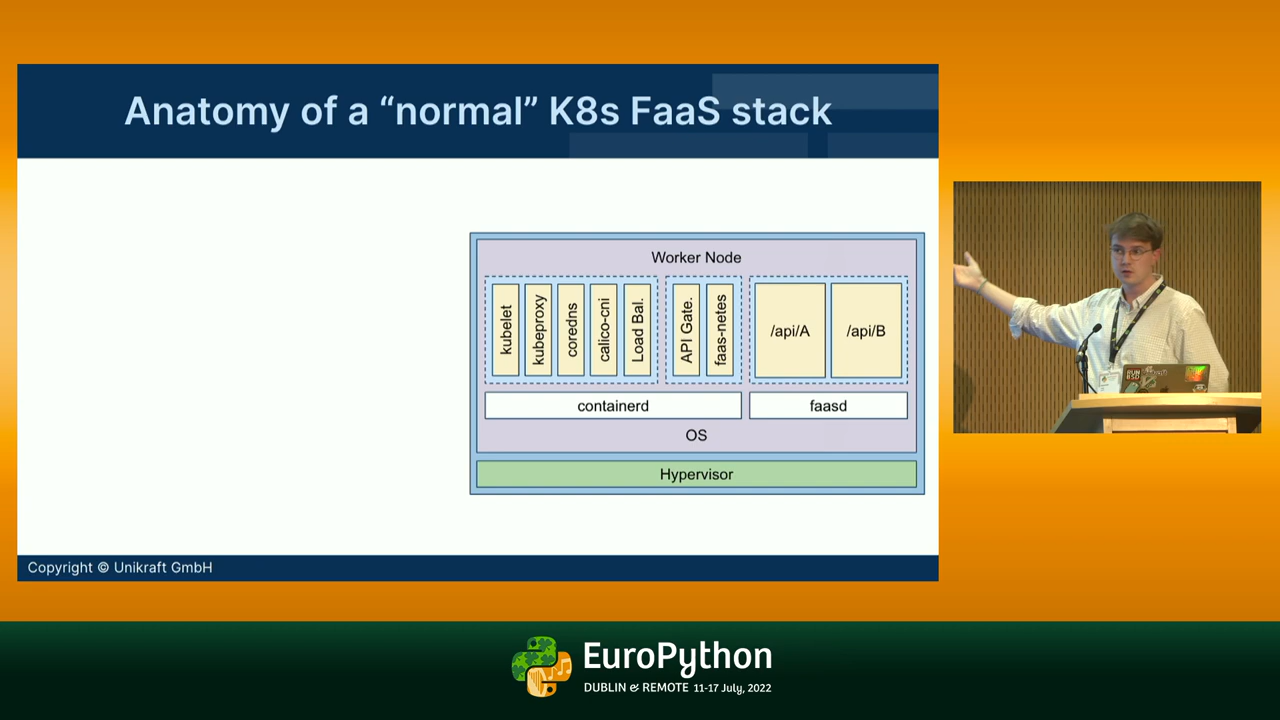 Anatomy of a “normal” K8s FaaS stack
Worker Node
kubelet
kubeproxy
coredns
calico-cni
Load Bal.
API Gate.
faas-netes
/api/A
/api/B
containerd
faasd
OS
Hypervisor
Copyright © Unikraft GmbH
EuroPython
DUBLIN & REMOTE 11-17 July, 2022